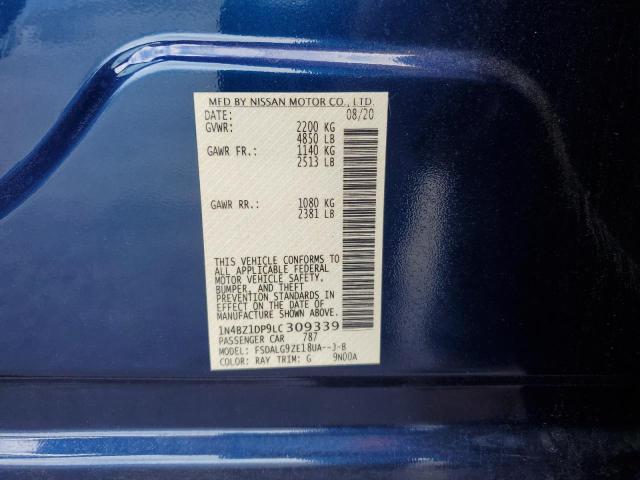 MFD BY NISSAN MOTOR CO., LTD.
DATE: 08/20
GVWR: 2200 KG
4850 LB
GAWR FR.: 1140 KG
2513 LB
GAWR RR.: 1080 KG
2381 LB
THIS VEHICLE CONFORMS TO
ALL APPLICABLE FEDERAL
MOTOR VEHICLE SAFETY,
BUMPER, AND THEFT
PREVENTION STANDARDS IN
EFFECT ON THE DATE OF
MANUFACTURE SHOWN ABOVE.
1N4BZ1DP9LC309339
PASSENGER CAR 787
MODEL: FSDALG9ZE18UA--J-B
COLOR: RAY TRIM: G 9N00A